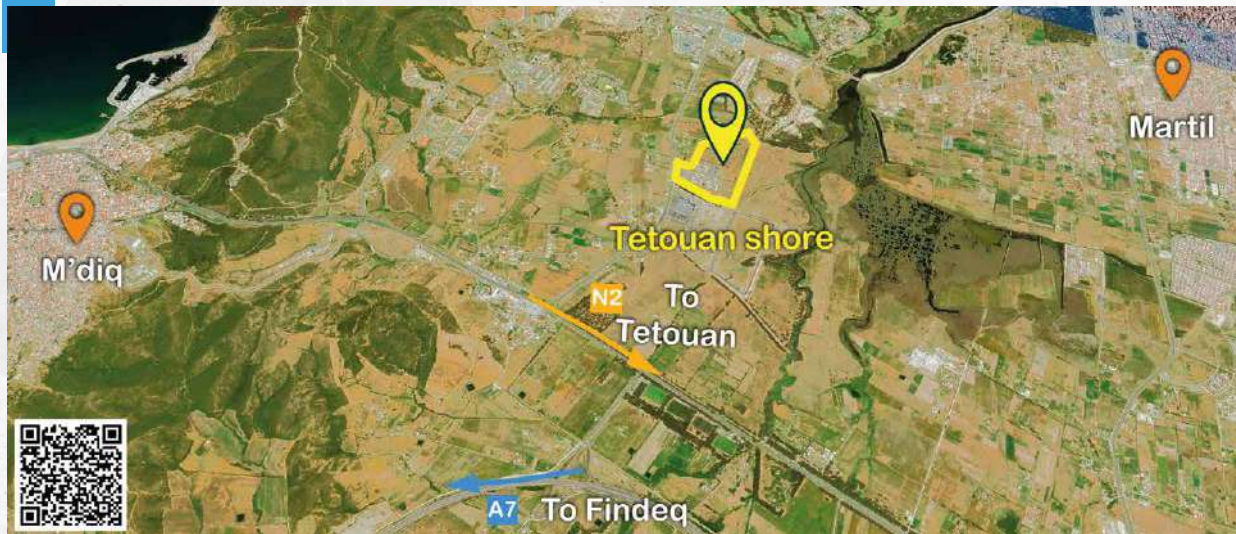 Martil
M'diq
Tetouan shore
N2
To
Tetouan
A7
To Findeq